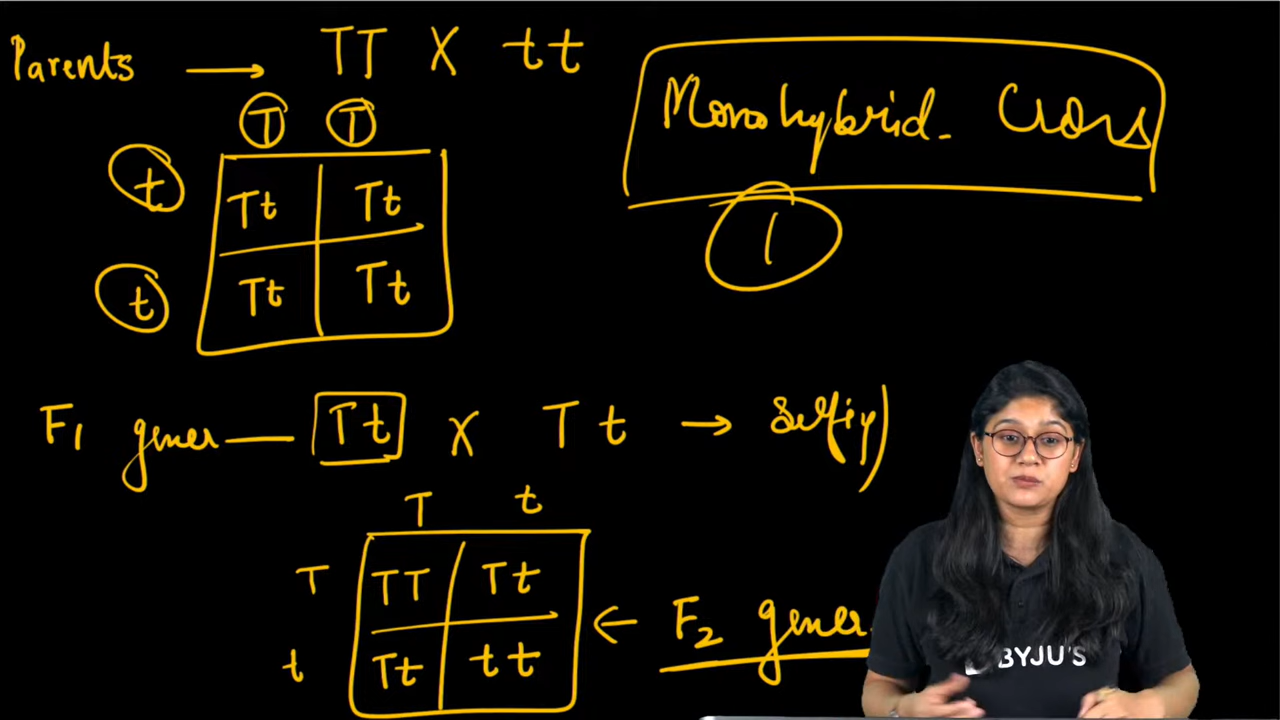 Parents → TT X tt
Monohybrid Cross
1
T T
t Tt Tt
t Tt Tt
F1 gener — Tt X Tt → Selfing
T t
T TT Tt
t Tt tt
← F2 gener.
BYJU'S